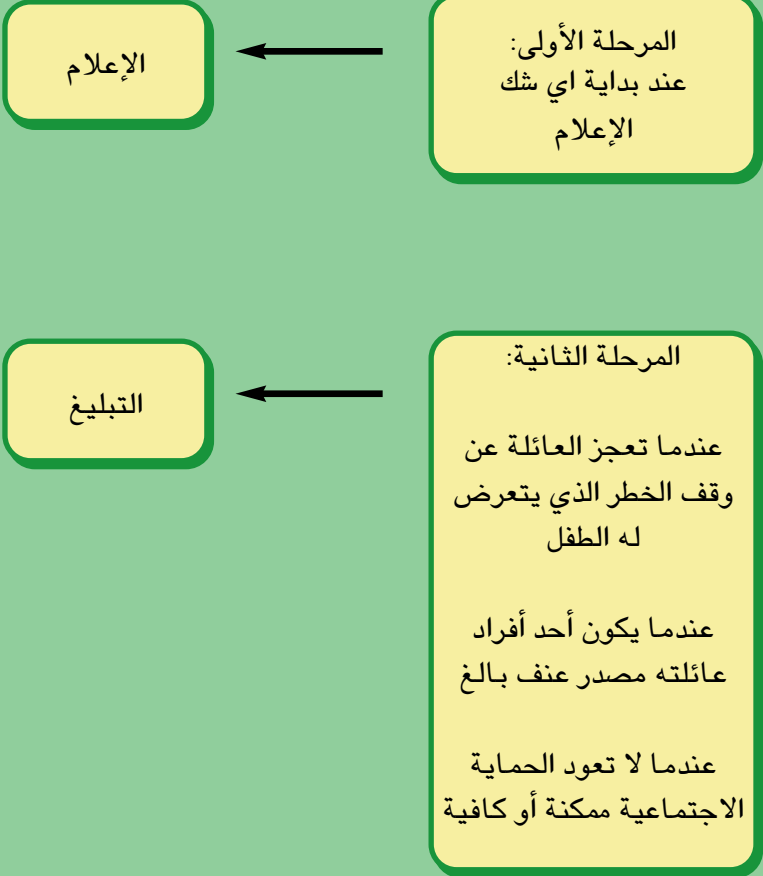 المرحلة الأولى:
عند بداية اي شك
الإعلام
الإعلام
المرحلة الثانية:
عندما تعجز العائلة عن
وقف الخطر الذي يتعرض
له الطفل
عندما يكون أحد أفراد
عائلته مصدر عنف بالغ
عندما لا تعود الحماية
الاجتماعية ممكنة أو كافية
التبليغ